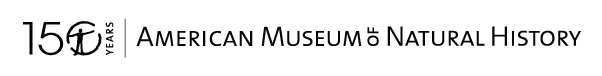 150 YEARS
AMERICAN MUSEUM OF NATURAL HISTORY